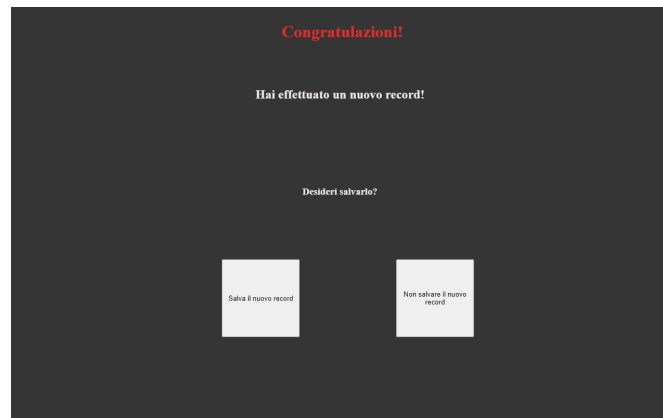 Congratulazioni!
Hai effettuato un nuovo record!
Desideri salvarlo?
Salva il nuovo record
Non salvare il nuovo
record